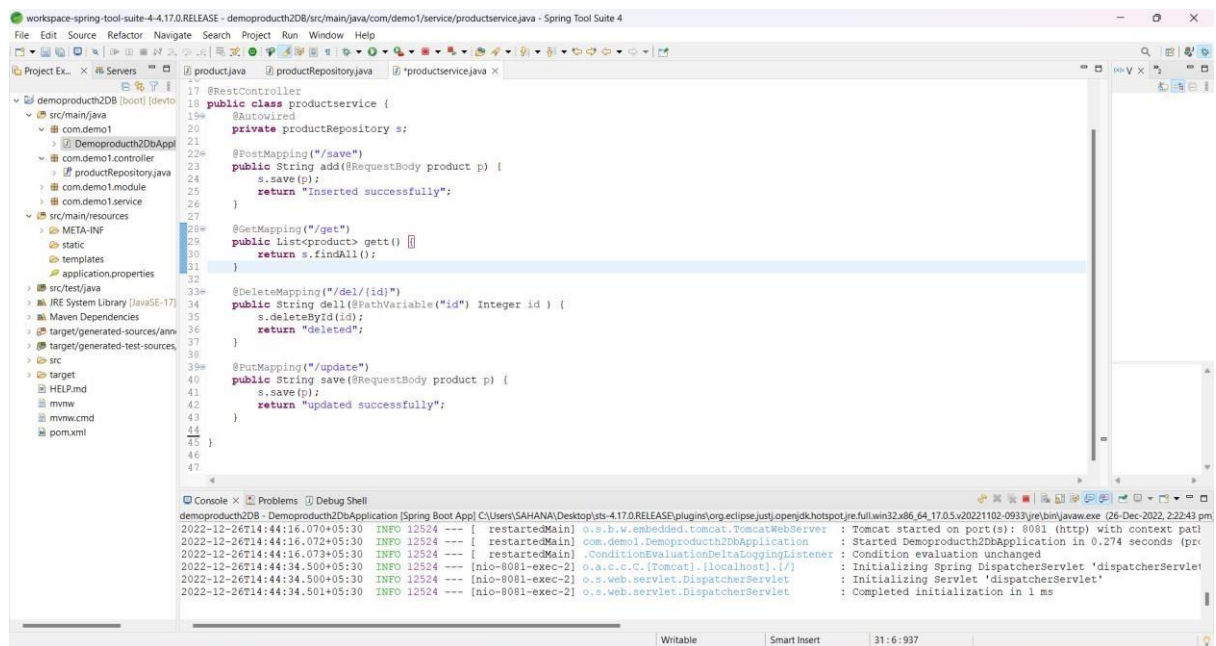 workspace-spring-tool-suite-4-4.17.0.RELEASE - demoproducth2DB/src/main/java/com/demo1/service/productservice.java - Spring Tool Suite 4
File Edit Source Refactor Navigate Search Project Run Window Help
Project Ex... Servers product.java productRepository.java *productservice.java
demoproducth2DB [boot] [devto
src/main/java
com.demo1
Demoproducth2DbAppl
com.demo1.controller
productRepository.java
com.demo1.module
com.demo1.service
src/main/resources
META-INF
static
templates
application.properties
src/test/java
JRE System Library [JavaSE-17]
Maven Dependencies
target/generated-sources/ann
target/generated-test-sources,
src
target
HELP.md
mvnw
mvnw.cmd
pom.xml
17 @RestController
18 public class productservice {
19 @Autowired
20 private productRepository s;
21
22 @PostMapping("/save")
23 public String add(@RequestBody product p) {
24 s.save(p);
25 return "Inserted successfully";
26 }
27
28 @GetMapping("/get")
29 public List<product> gett() {
30 return s.findAll();
31 }
32
33 @DeleteMapping("/del/{id}")
34 public String dell(@PathVariable("id") Integer id ) {
35 s.deleteById(id);
36 return "deleted";
37 }
38
39 @PutMapping("/update")
40 public String save(@RequestBody product p) {
41 s.save(p);
42 return "updated successfully";
43 }
44
45 }
46
47
Console Problems Debug Shell
demoproducth2DB - Demoproducth2DbApplication [Spring Boot App] C:\Users\SAHANA\Desktop\sts-4.17.0.RELEASE\plugins\org.eclipse.justj.openjdk.hotspot.jre.full.win32.x86_64_17.0.5.v20221102-0933\jre\bin\javaw.exe (26-Dec-2022, 2:22:43 pm)
2022-12-26T14:44:16.070+05:30 INFO 12524 --- [ restartedMain] o.s.b.w.embedded.tomcat.TomcatWebServer : Tomcat started on port(s): 8081 (http) with context path
2022-12-26T14:44:16.072+05:30 INFO 12524 --- [ restartedMain] com.demo1.Demoproducth2DbApplication : Started Demoproducth2DbApplication in 0.274 seconds (pro
2022-12-26T14:44:16.073+05:30 INFO 12524 --- [ restartedMain] .ConditionEvaluationDeltaLoggingListener : Condition evaluation unchanged
2022-12-26T14:44:34.500+05:30 INFO 12524 --- [nio-8081-exec-2] o.a.c.c.C.[Tomcat].[localhost].[/] : Initializing Spring DispatcherServlet 'dispatcherServlet
2022-12-26T14:44:34.500+05:30 INFO 12524 --- [nio-8081-exec-2] o.s.web.servlet.DispatcherServlet : Initializing Servlet 'dispatcherServlet'
2022-12-26T14:44:34.501+05:30 INFO 12524 --- [nio-8081-exec-2] o.s.web.servlet.DispatcherServlet : Completed initialization in 1 ms
Writable Smart Insert 31 : 6 : 937